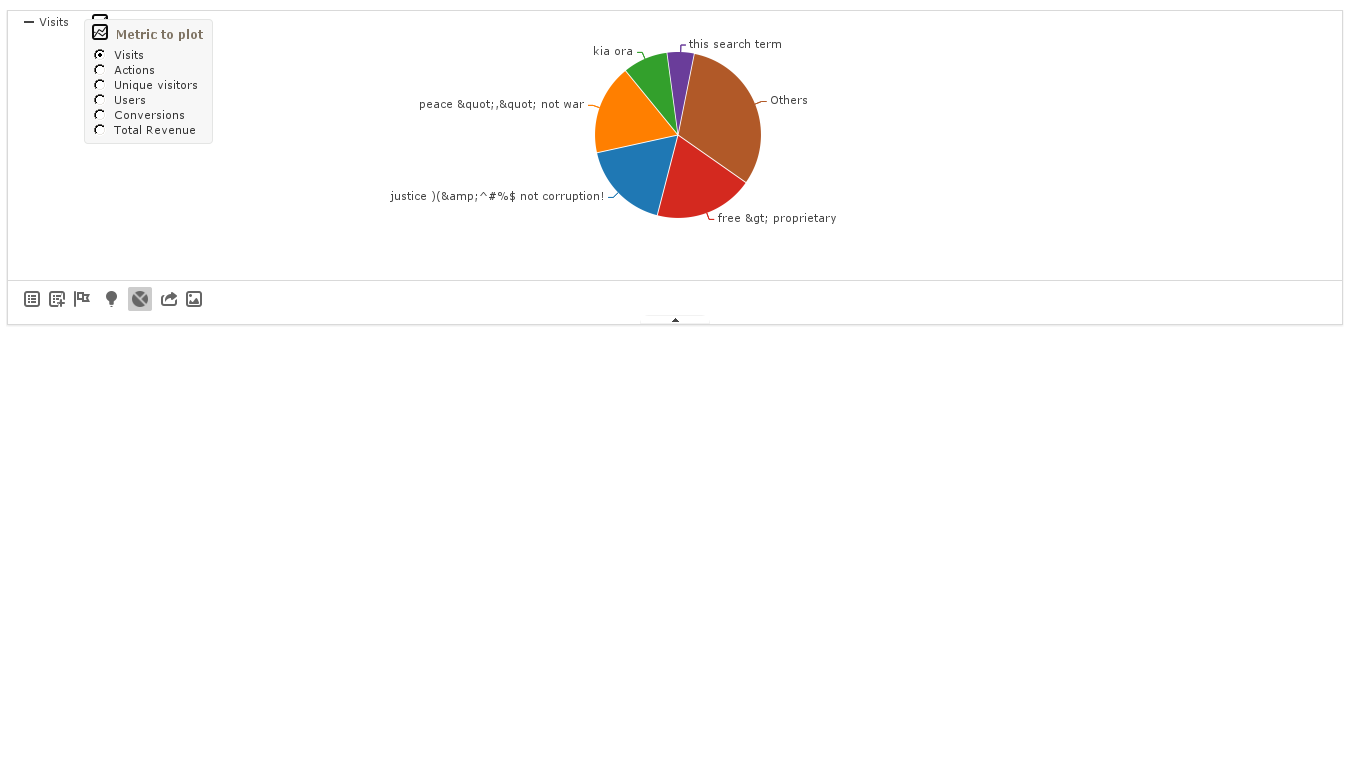 Visits
Metric to plot
Visits
Actions
Unique visitors
Users
Conversions
Total Revenue
this search term
kia ora
Others
peace &quot;,&quot; not war
justice )(&amp;^#%$ not corruption!
free &gt; proprietary